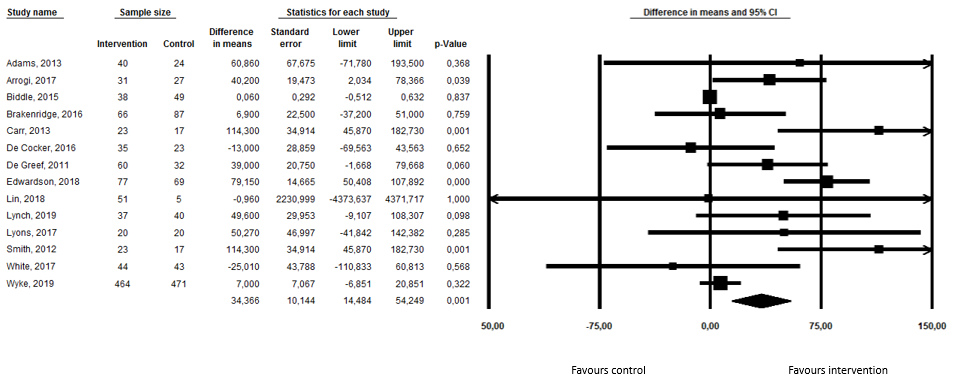 Study name Sample size Statistics for each study Difference in means and 95% CI
Intervention Control Difference in means Standard error Lower limit Upper limit p-Value
Adams, 2013 40 24 60,860 67,675 -71,780 193,500 0,368
Arrogi, 2017 31 27 40,200 19,473 2,034 78,366 0,039
Biddle, 2015 38 49 0,060 0,292 -0,512 0,632 0,837
Brakenridge, 2016 66 87 6,900 22,500 -37,200 51,000 0,759
Carr, 2013 23 17 114,300 34,914 45,870 182,730 0,001
De Cocker, 2016 35 23 -13,000 28,859 -69,563 43,563 0,652
De Greef, 2011 60 32 39,000 20,750 -1,668 79,668 0,060
Edwardson, 2018 77 69 79,150 14,665 50,408 107,892 0,000
Lin, 2018 51 5 -0,960 2230,999 -4373,637 4371,717 1,000
Lynch, 2019 37 40 49,600 29,953 -9,107 108,307 0,098
Lyons, 2017 20 20 50,270 46,997 -41,842 142,382 0,285
Smith, 2012 23 17 114,300 34,914 45,870 182,730 0,001
White, 2017 44 43 -25,010 43,788 -110,833 60,813 0,568
Wyke, 2019 464 471 7,000 7,067 -6,851 20,851 0,322
34,366 10,144 14,484 54,249 0,001
50,00 -75,00 0,00 75,00 150,00
Favours control Favours intervention